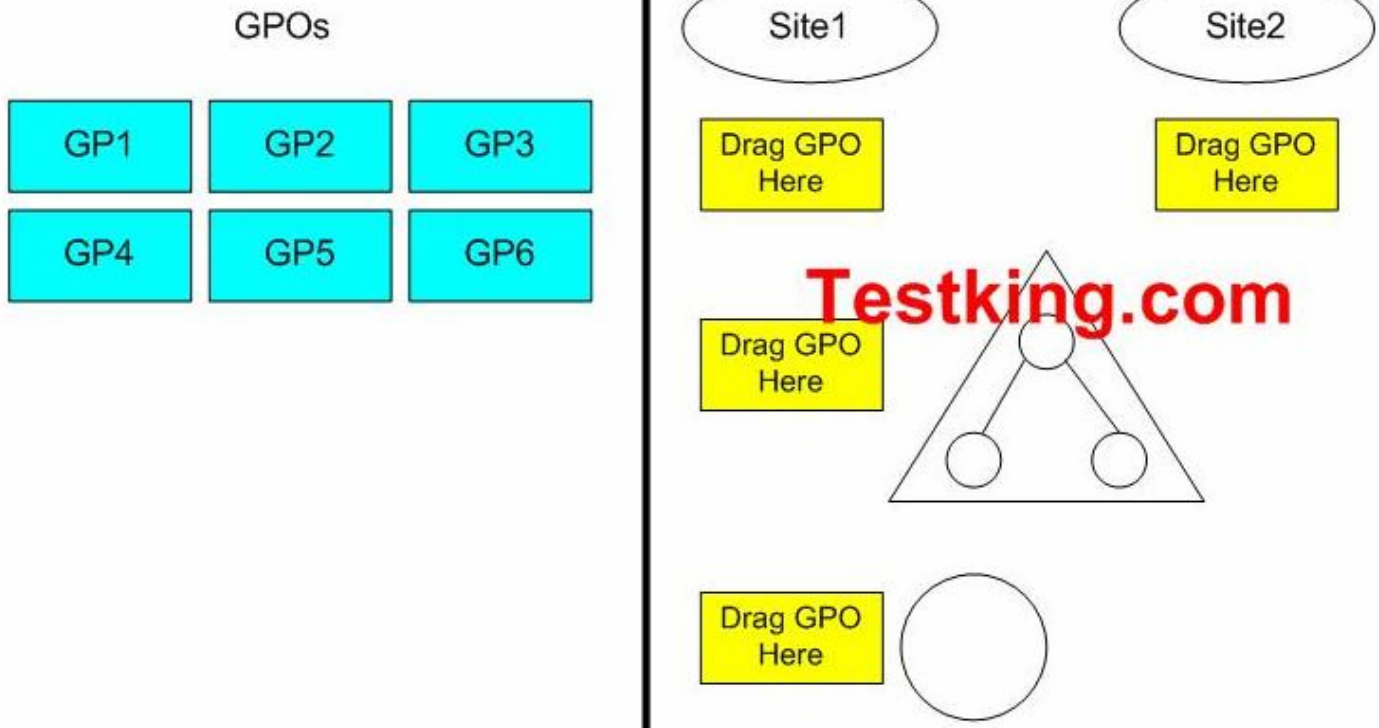 GPOs
GP1 GP2 GP3
GP4 GP5 GP6
Site1 Site2
Drag GPO
Here
Drag GPO
Here
Testking.com
Drag GPO
Here
Drag GPO
Here